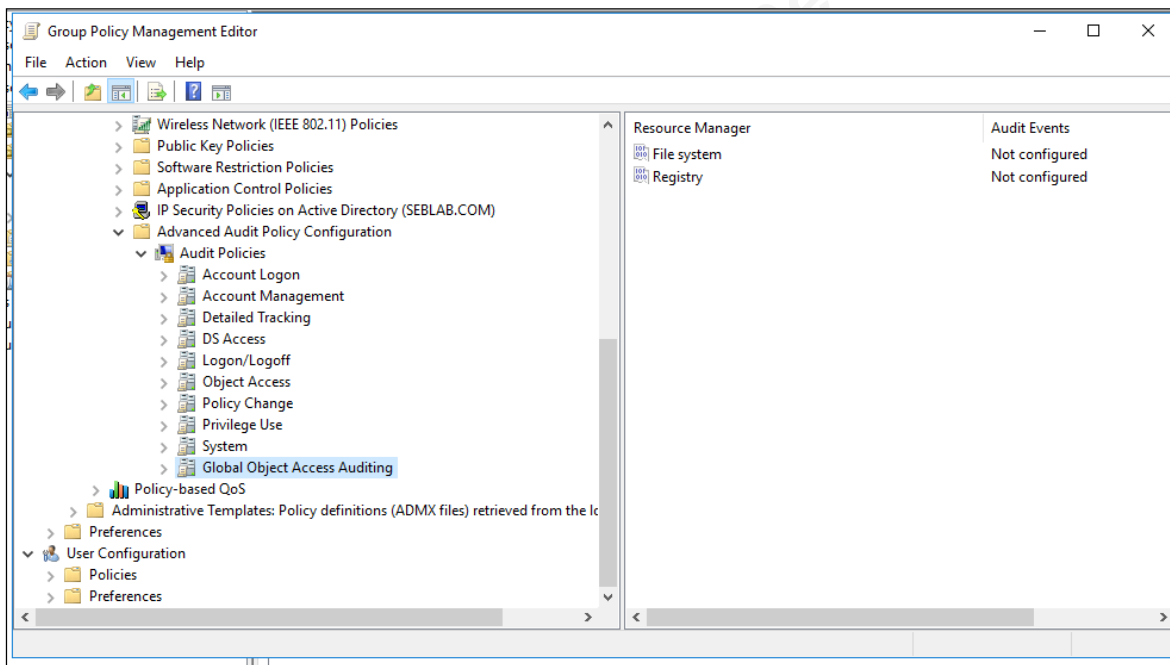 Group Policy Management Editor
File Action View Help
Wireless Network (IEEE 802.11) Policies
Public Key Policies
Software Restriction Policies
Application Control Policies
IP Security Policies on Active Directory (SEBLAB.COM)
Advanced Audit Policy Configuration
Audit Policies
Account Logon
Account Management
Detailed Tracking
DS Access
Logon/Logoff
Object Access
Policy Change
Privilege Use
System
Global Object Access Auditing
Policy-based QoS
Administrative Templates: Policy definitions (ADMX files) retrieved from the lc
Preferences
User Configuration
Policies
Preferences
Resource Manager Audit Events
File system Not configured
Registry Not configured